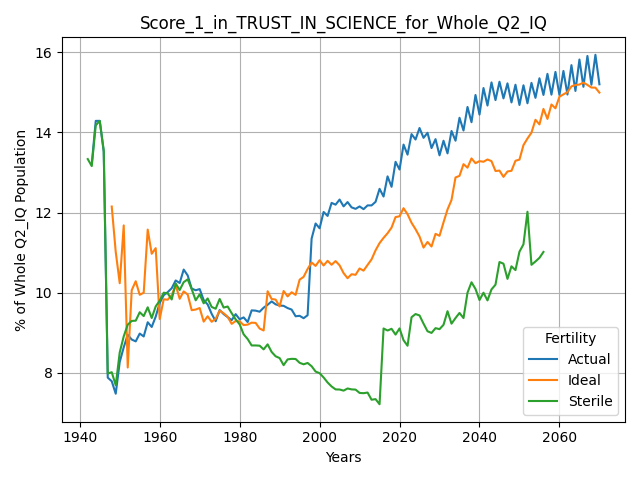 Score_1_in_TRUST_IN_SCIENCE_for_Whole_Q2_IQ
% of Whole Q2_IQ Population
16
14
12
10
8
1940 1960 1980 2000 2020 2040 2060
Years
Fertility
Actual
Ideal
Sterile